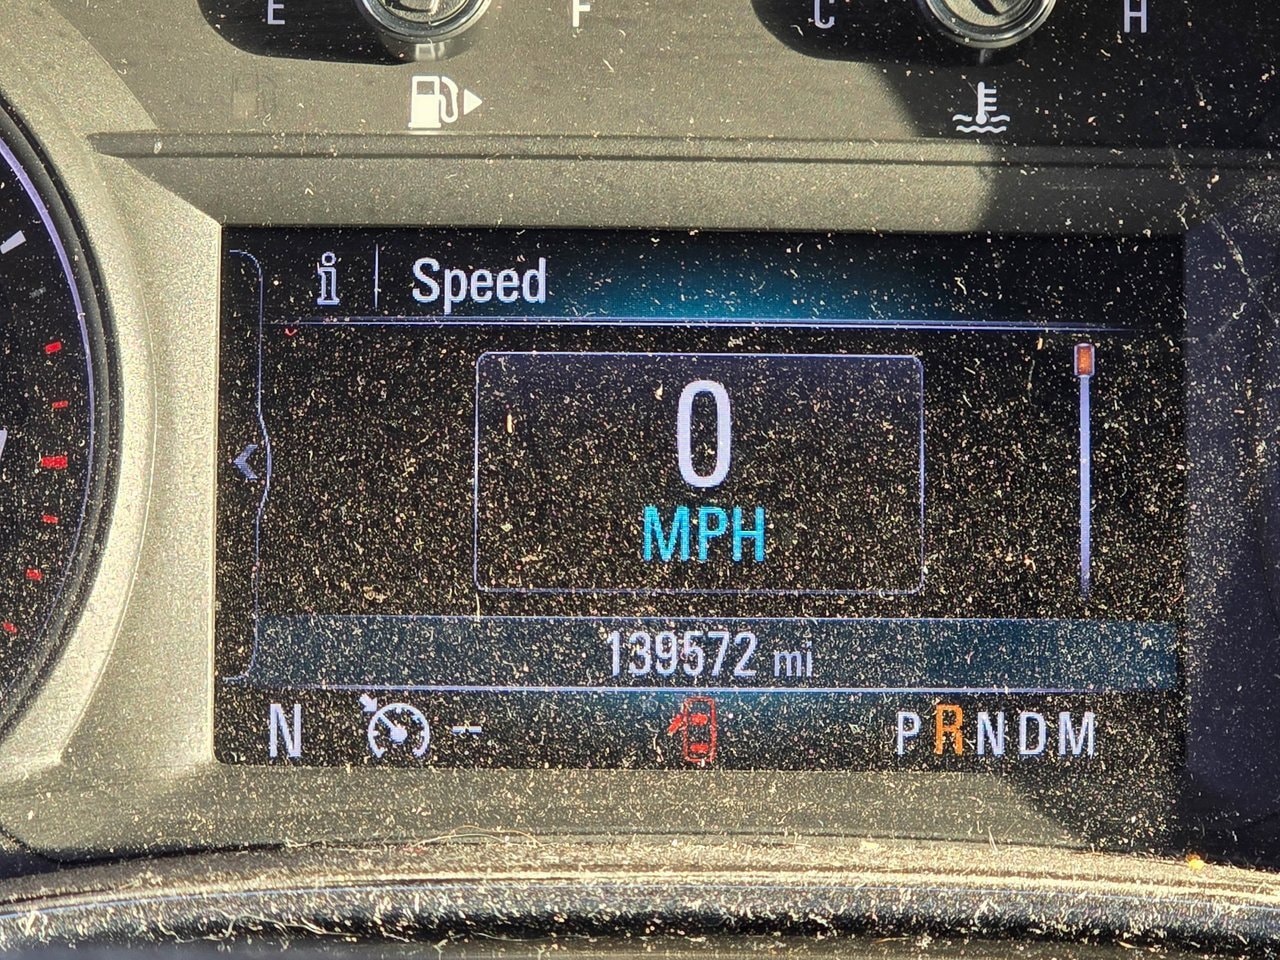 E F C H
Speed
0
MPH
139572 mi
N -- PRNDM